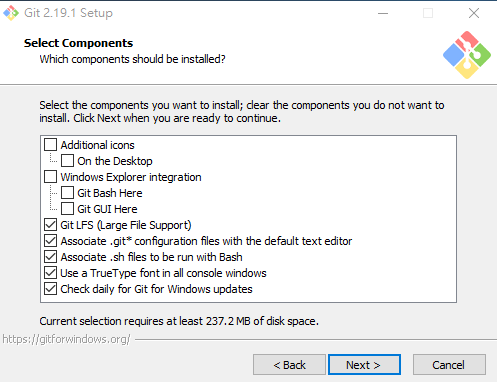 Git 2.19.1 Setup
Select Components
Which components should be installed?
Select the components you want to install; clear the components you do not want to
install. Click Next when you are ready to continue.
Additional icons
On the Desktop
Windows Explorer integration
Git Bash Here
Git GUI Here
Git LFS (Large File Support)
Associate .git* configuration files with the default text editor
Associate .sh files to be run with Bash
Use a TrueType font in all console windows
Check daily for Git for Windows updates
Current selection requires at least 237.2 MB of disk space.
https://gitforwindows.org/
< Back
Next >
Cancel